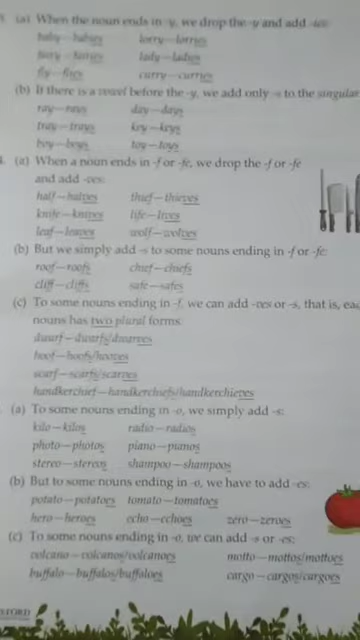 (a) When the noun ends in -y, we drop the -y and add -ies:
baby—babies lorry—lorries
fairy—fairies lady—ladies
fly—flies curry—curries
(b) If there is a vowel before the -y, we add only -s to the singular
ray—rays day—days
tray—trays key—keys
boy—boys toy—toys
(a) When a noun ends in -f or -fe, we drop the -f or -fe
and add -ves:
half—halves thief—thieves
knife—knives life—lives
leaf—leaves wolf—wolves
(b) But we simply add -s to some nouns ending in -f or -fe:
roof—roofs chief—chiefs
cliff—cliffs safe—safes
(c) To some nouns ending in -f, we can add -ves or -s, that is, eac
nouns has two plural forms:
dwarf—dwarfs/dwarves
hoof—hoofs/hooves
scarf—scarfs/scarves
handkerchief—handkerchiefs/handkerchieves
(a) To some nouns ending in -o, we simply add -s:
kilo—kilos radio—radios
photo—photos piano—pianos
stereo—stereos shampoo—shampoos
(b) But to some nouns ending in -o, we have to add -es:
potato—potatoes tomato—tomatoes
hero—heroes echo—echoes zero—zeroes
(c) To some nouns ending in -o, we can add -s or -es:
volcano—volcanos/volcanoes motto—mottos/mottoes
buffalo—buffalos/buffaloes cargo—cargos/cargoes